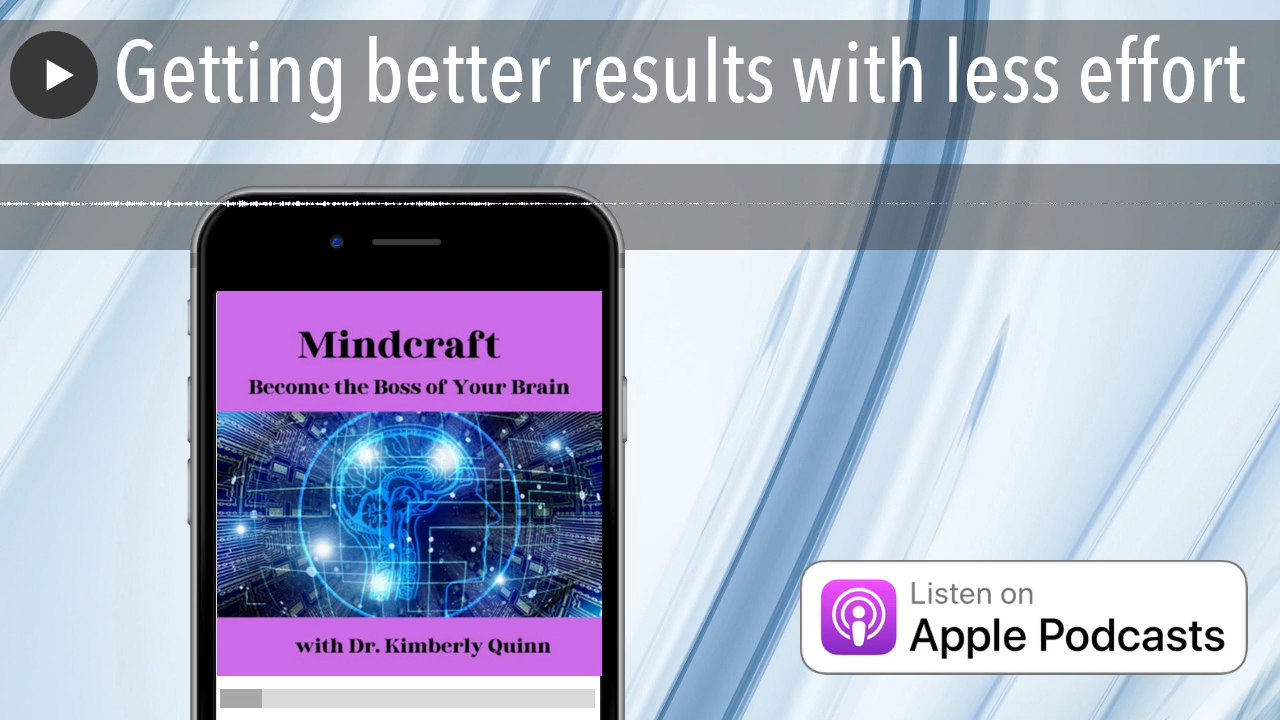 Getting better results with less effort
Mindcraft
Become the Boss of Your Brain
with Dr. Kimberly Quinn
Listen on
Apple Podcasts